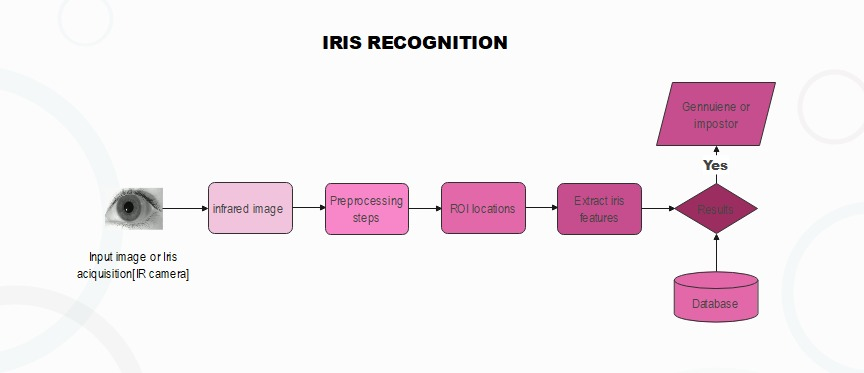 IRIS RECOGNITION
Gennuiene or
impostor
Yes
infrared image
Preprocessing
steps
ROI locations
Extract iris
features
Results
Input image or Iris
aciquisition[IR camera]
Database